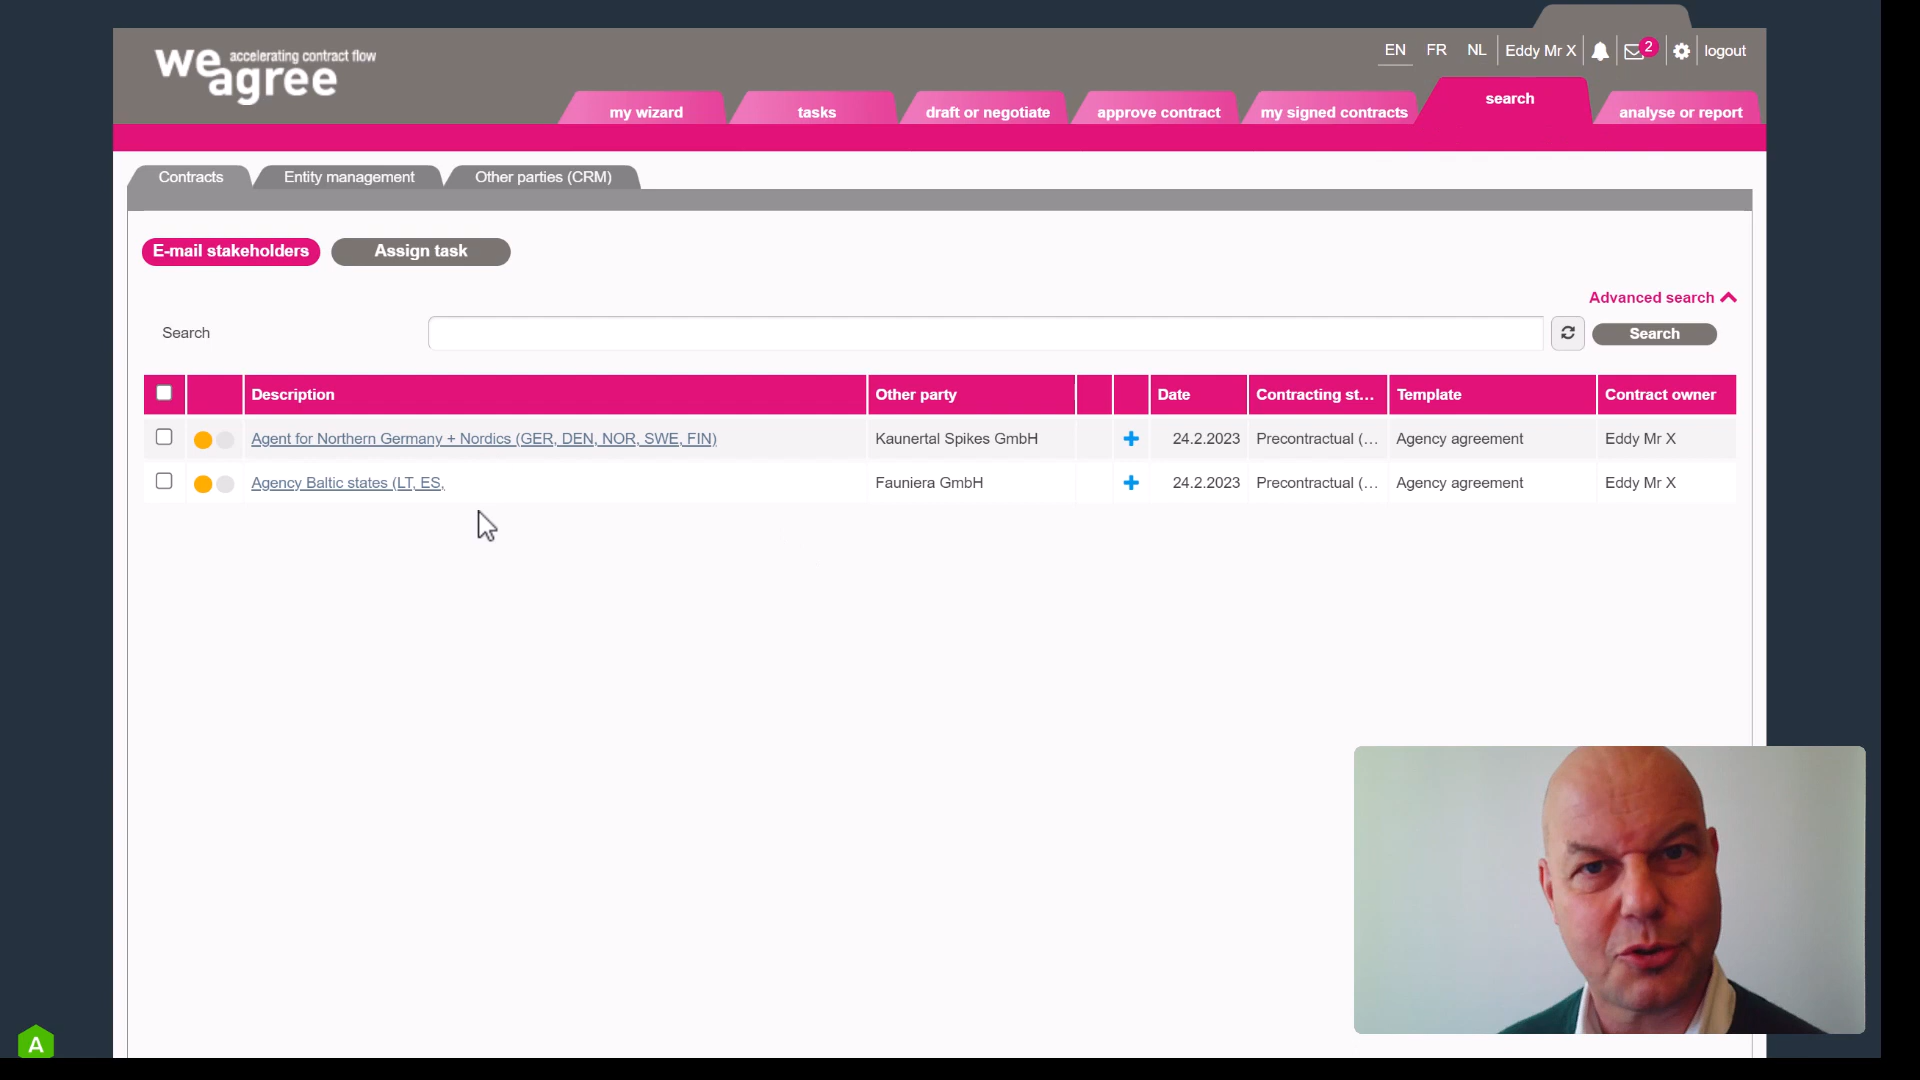 we agree accelerating contract flow
EN FR NL Eddy Mr X 2 logout
my wizard tasks draft or negotiate approve contract my signed contracts search analyse or report
Contracts Entity management Other parties (CRM)
E-mail stakeholders Assign task
Advanced search
Search Search
Description Other party Date Contracting st... Template Contract owner
Agent for Northern Germany + Nordics (GER, DEN, NOR, SWE, FIN) Kaunertal Spikes GmbH 24.2.2023 Precontractual (... Agency agreement Eddy Mr X
Agency Baltic states (LT, ES, Fauniera GmbH 24.2.2023 Precontractual (... Agency agreement Eddy Mr X
A